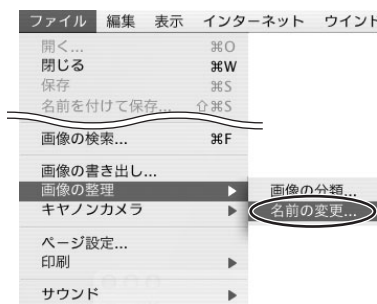 ファイル 編集 表示 インターネット ウイント
開く... ⌘O
閉じる ⌘W
保存 ⌘S
名前を付けて保存... ⇧⌘S
画像の検索... ⌘F
画像の書き出し...
画像の整理 ▶ 画像の分類...
キヤノンカメラ ▶ 名前の変更...
ページ設定...
印刷 ▶
サウンド ▶